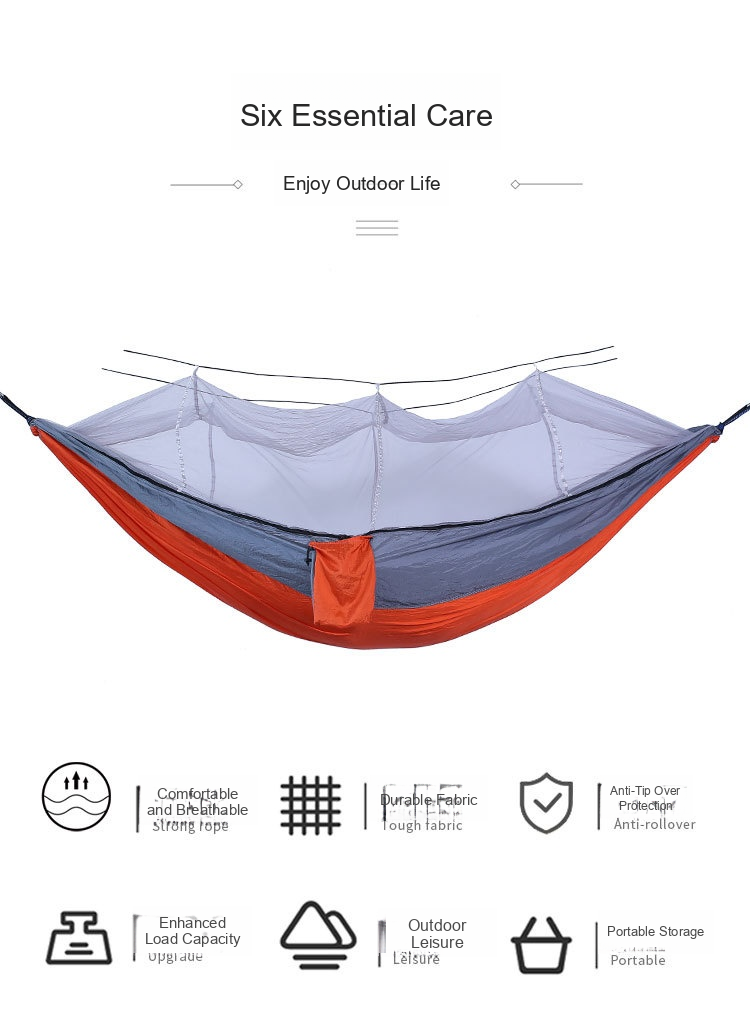 Six Essential Care
Enjoy Outdoor Life
Comfortable
and Breathable
Strong rope
Durable Fabric
Tough fabric
Anti-Tip Over
Protection
Anti-rollover
Enhanced
Load Capacity
Upgrade
Outdoor
Leisure
Leisure
Portable Storage
Portable